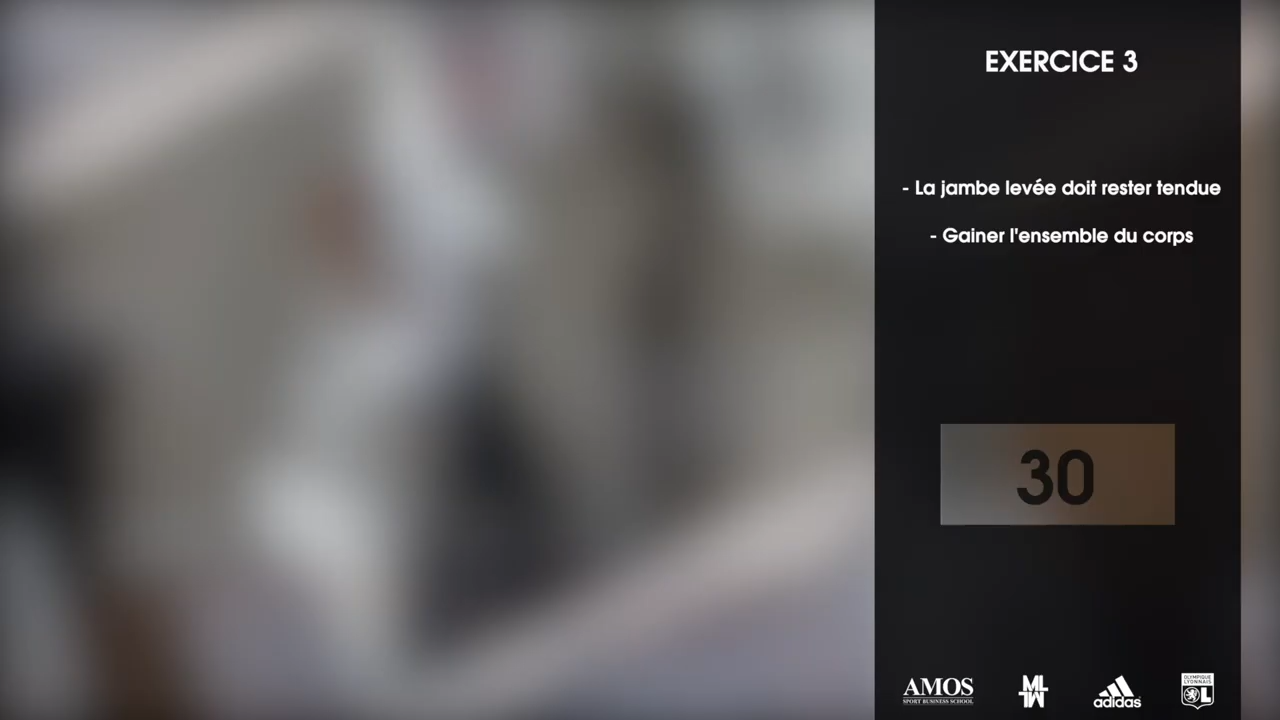 EXERCICE 3
- La jambe levée doit rester tendue
- Gainer l'ensemble du corps
30
AMOS
SPORT BUSINESS SCHOOL
adidas
OLYMPIQUE
LYONNAIS
OL